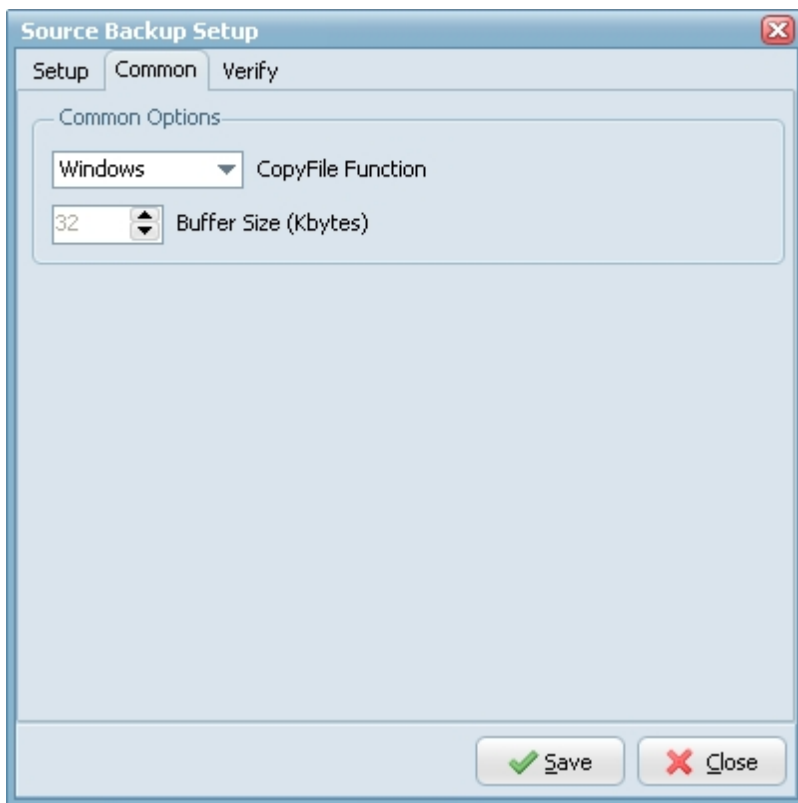 Source Backup Setup
Setup Common Verify
Common Options
Windows CopyFile Function
32 Buffer Size (Kbytes)
Save Close